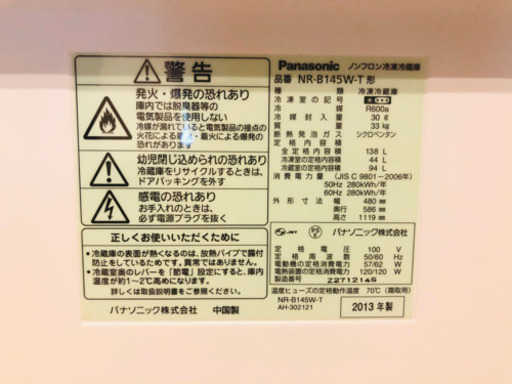 警告
発火・爆発の恐れあり
庫内では脱臭器等の
電気製品を使用しない
冷媒が漏れていると電気製品の接点の
火花による着火により爆発の
恐れがあります
幼児閉じ込められの恐れあり
冷蔵庫をリサイクルするときは、
ドアパッキングを外す
感電の恐れあり
お手入れのときは、
必ず電源プラグを抜く
正しくお使いいただくために
・冷蔵庫の表面が熱くなるのは、放熱パイプで露付
防止をしているためです。異常ではありません。
・冷蔵室奥のレバーを「節電」設定にすると、庫内
温度が約1~2℃高めになります。
詳しくは取扱説明書をご参照ください。
パナソニック株式会社 中国製
Panasonic ノンフロン冷凍冷蔵庫
品番 NR-B145W-T 形
種類 冷凍冷蔵庫
冷凍室の記号
冷媒 R600a
冷媒封入量 30 g
質量 33 kg
断熱発泡ガス シクロペンタン
全定格内容積 138 L
冷凍室の定格内容積 44 L
冷蔵室の定格内容積 94 L
消費電力量 (JIS C 9801-2006年)
50Hz 280kWh/年
60Hz 280kWh/年
外形寸法 幅 480 mm
奥行 586 mm
高さ 1119 mm
JET PSE パナソニック株式会社
定格電圧 100 V
定格周波数 50/60 Hz
電動機の定格消費電力 57/62 W
電熱装置の定格消費電力 120/120 W
製造番号 Z2712146
温度ヒューズの定格動作温度 70℃ (霜取用)
NR-B145W-T
AH-302121
2013 年製